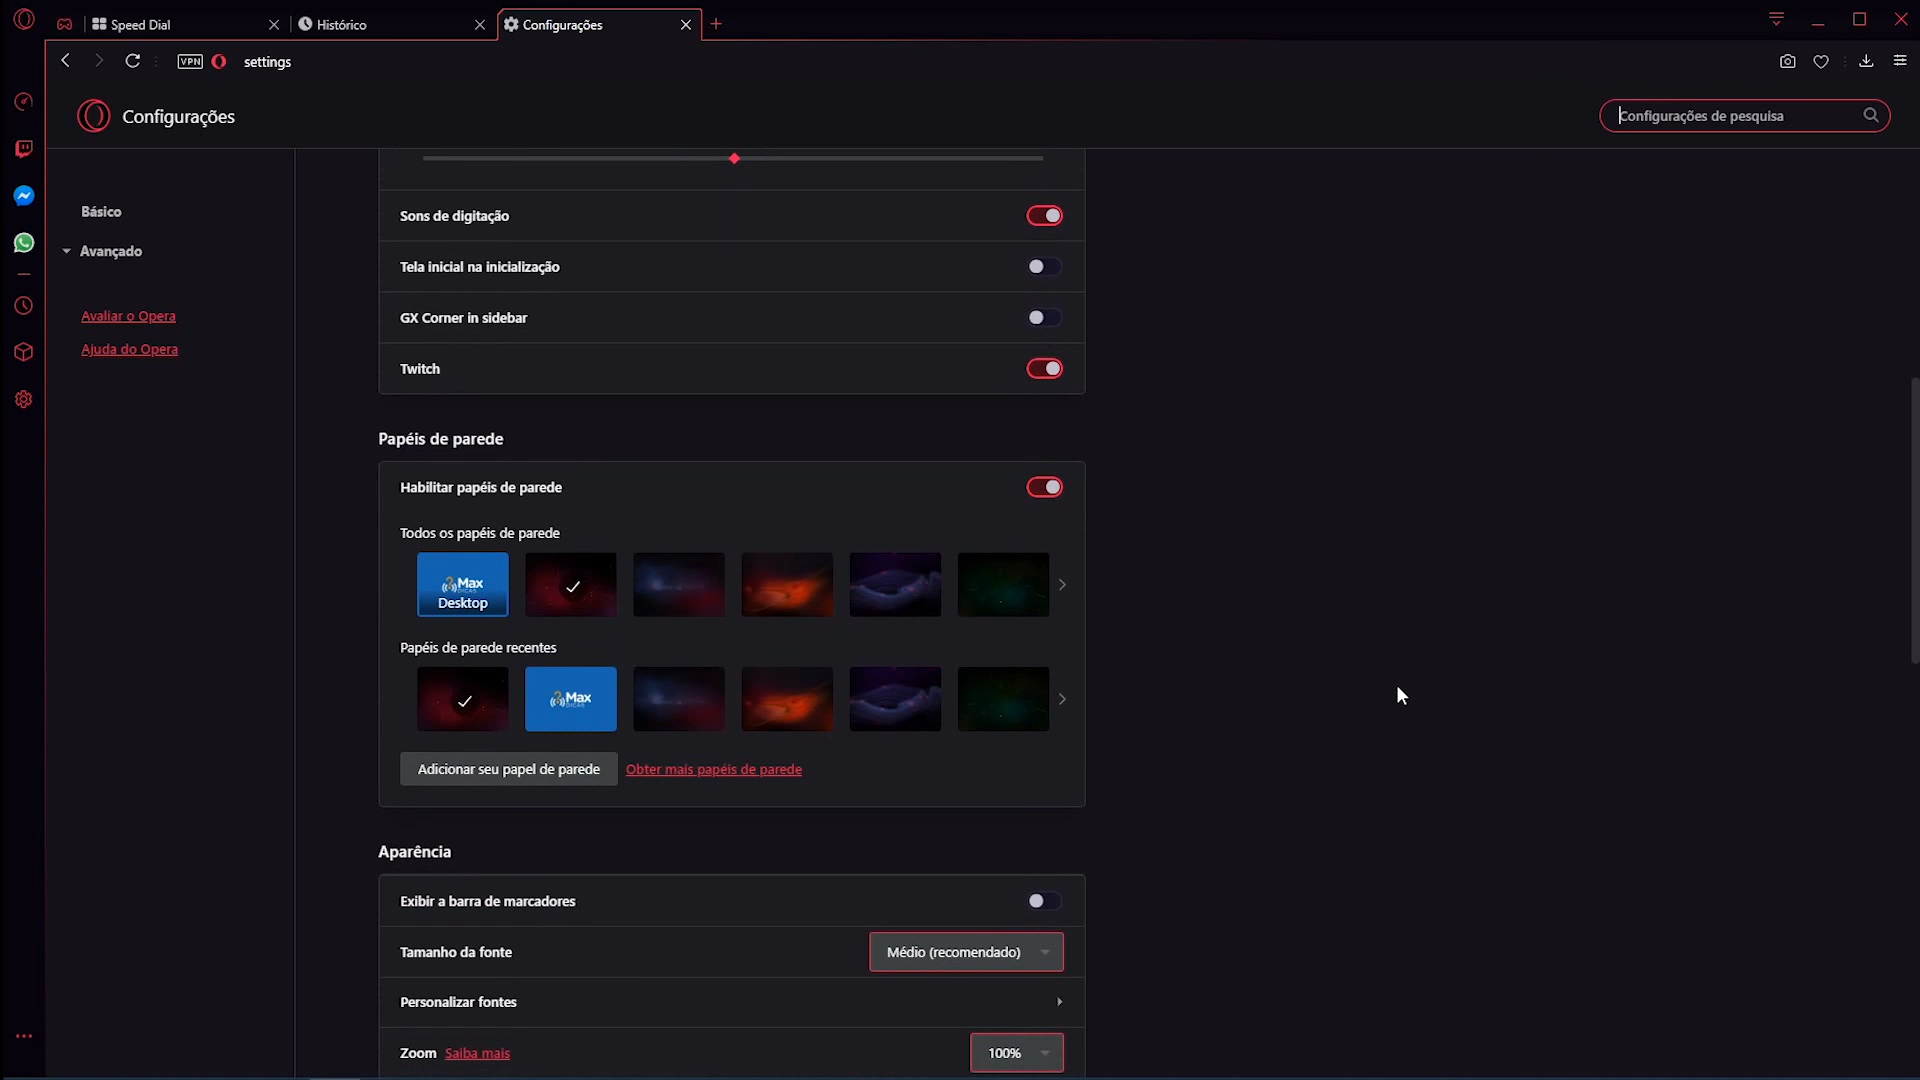 Speed Dial
Histórico
Configurações
VPN
settings
Configurações
Configurações de pesquisa
Básico
Avançado
Avaliar o Opera
Ajuda do Opera
Sons de digitação
Tela inicial na inicialização
GX Corner in sidebar
Twitch
Papéis de parede
Habilitar papéis de parede
Todos os papéis de parede
Max
DICAS
Desktop
Papéis de parede recentes
Max
DICAS
Adicionar seu papel de parede
Obter mais papéis de parede
Aparência
Exibir a barra de marcadores
Tamanho da fonte
Médio (recomendado)
Personalizar fontes
Zoom Saiba mais
100%